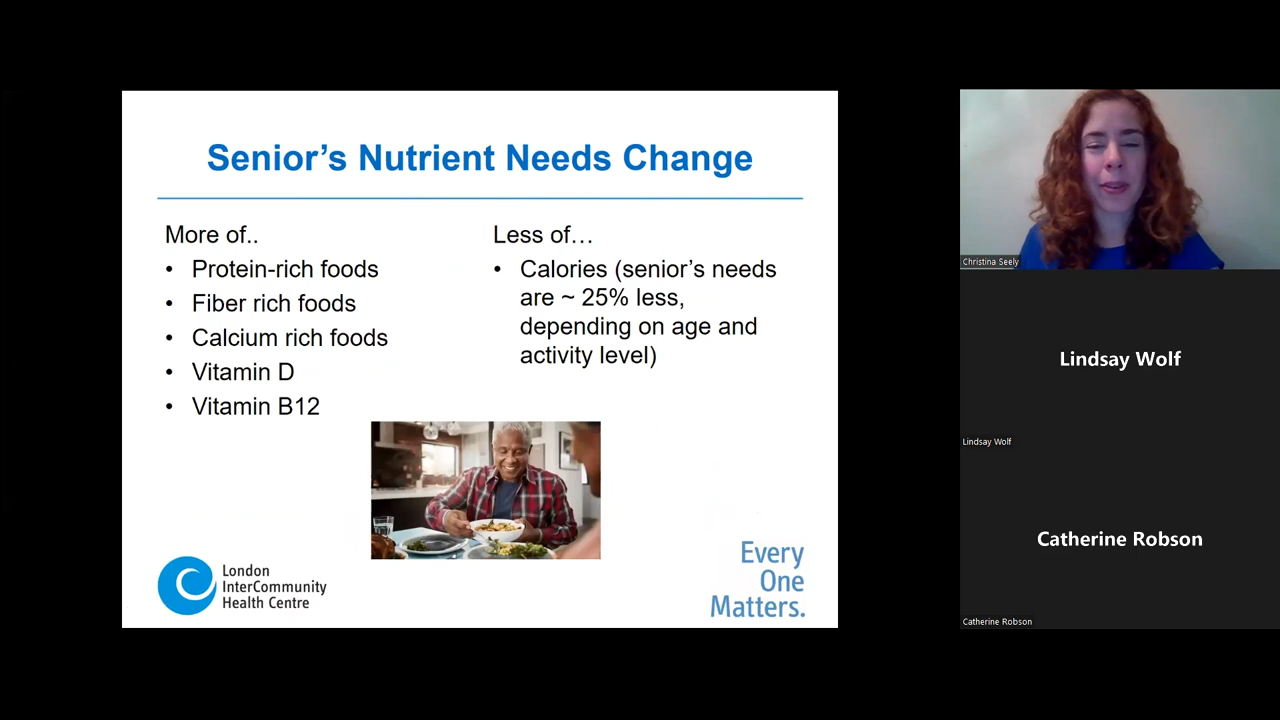 Senior’s Nutrient Needs Change
More of..
• Protein-rich foods
• Fiber rich foods
• Calcium rich foods
• Vitamin D
• Vitamin B12
Less of…
• Calories (senior’s needs
are ~ 25% less,
depending on age and
activity level)
London
InterCommunity
Health Centre
Every
One
Matters.
Christina Seely
Lindsay Wolf
Lindsay Wolf
Catherine Robson
Catherine Robson